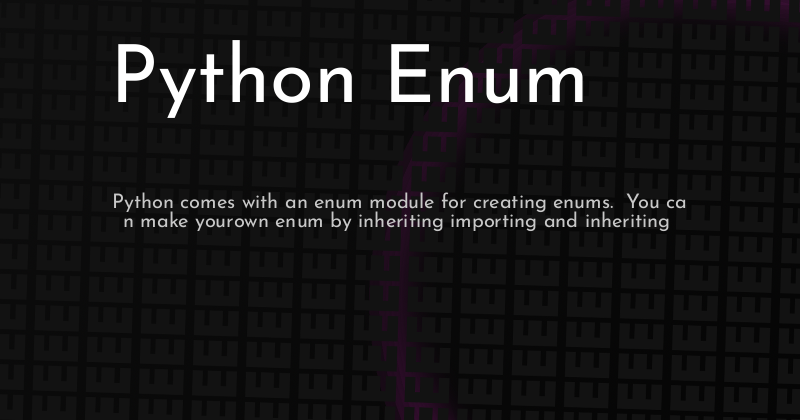 Python Enum
Python comes with an enum module for creating enums.  You ca
n make yourown enum by inheriting importing and inheriting